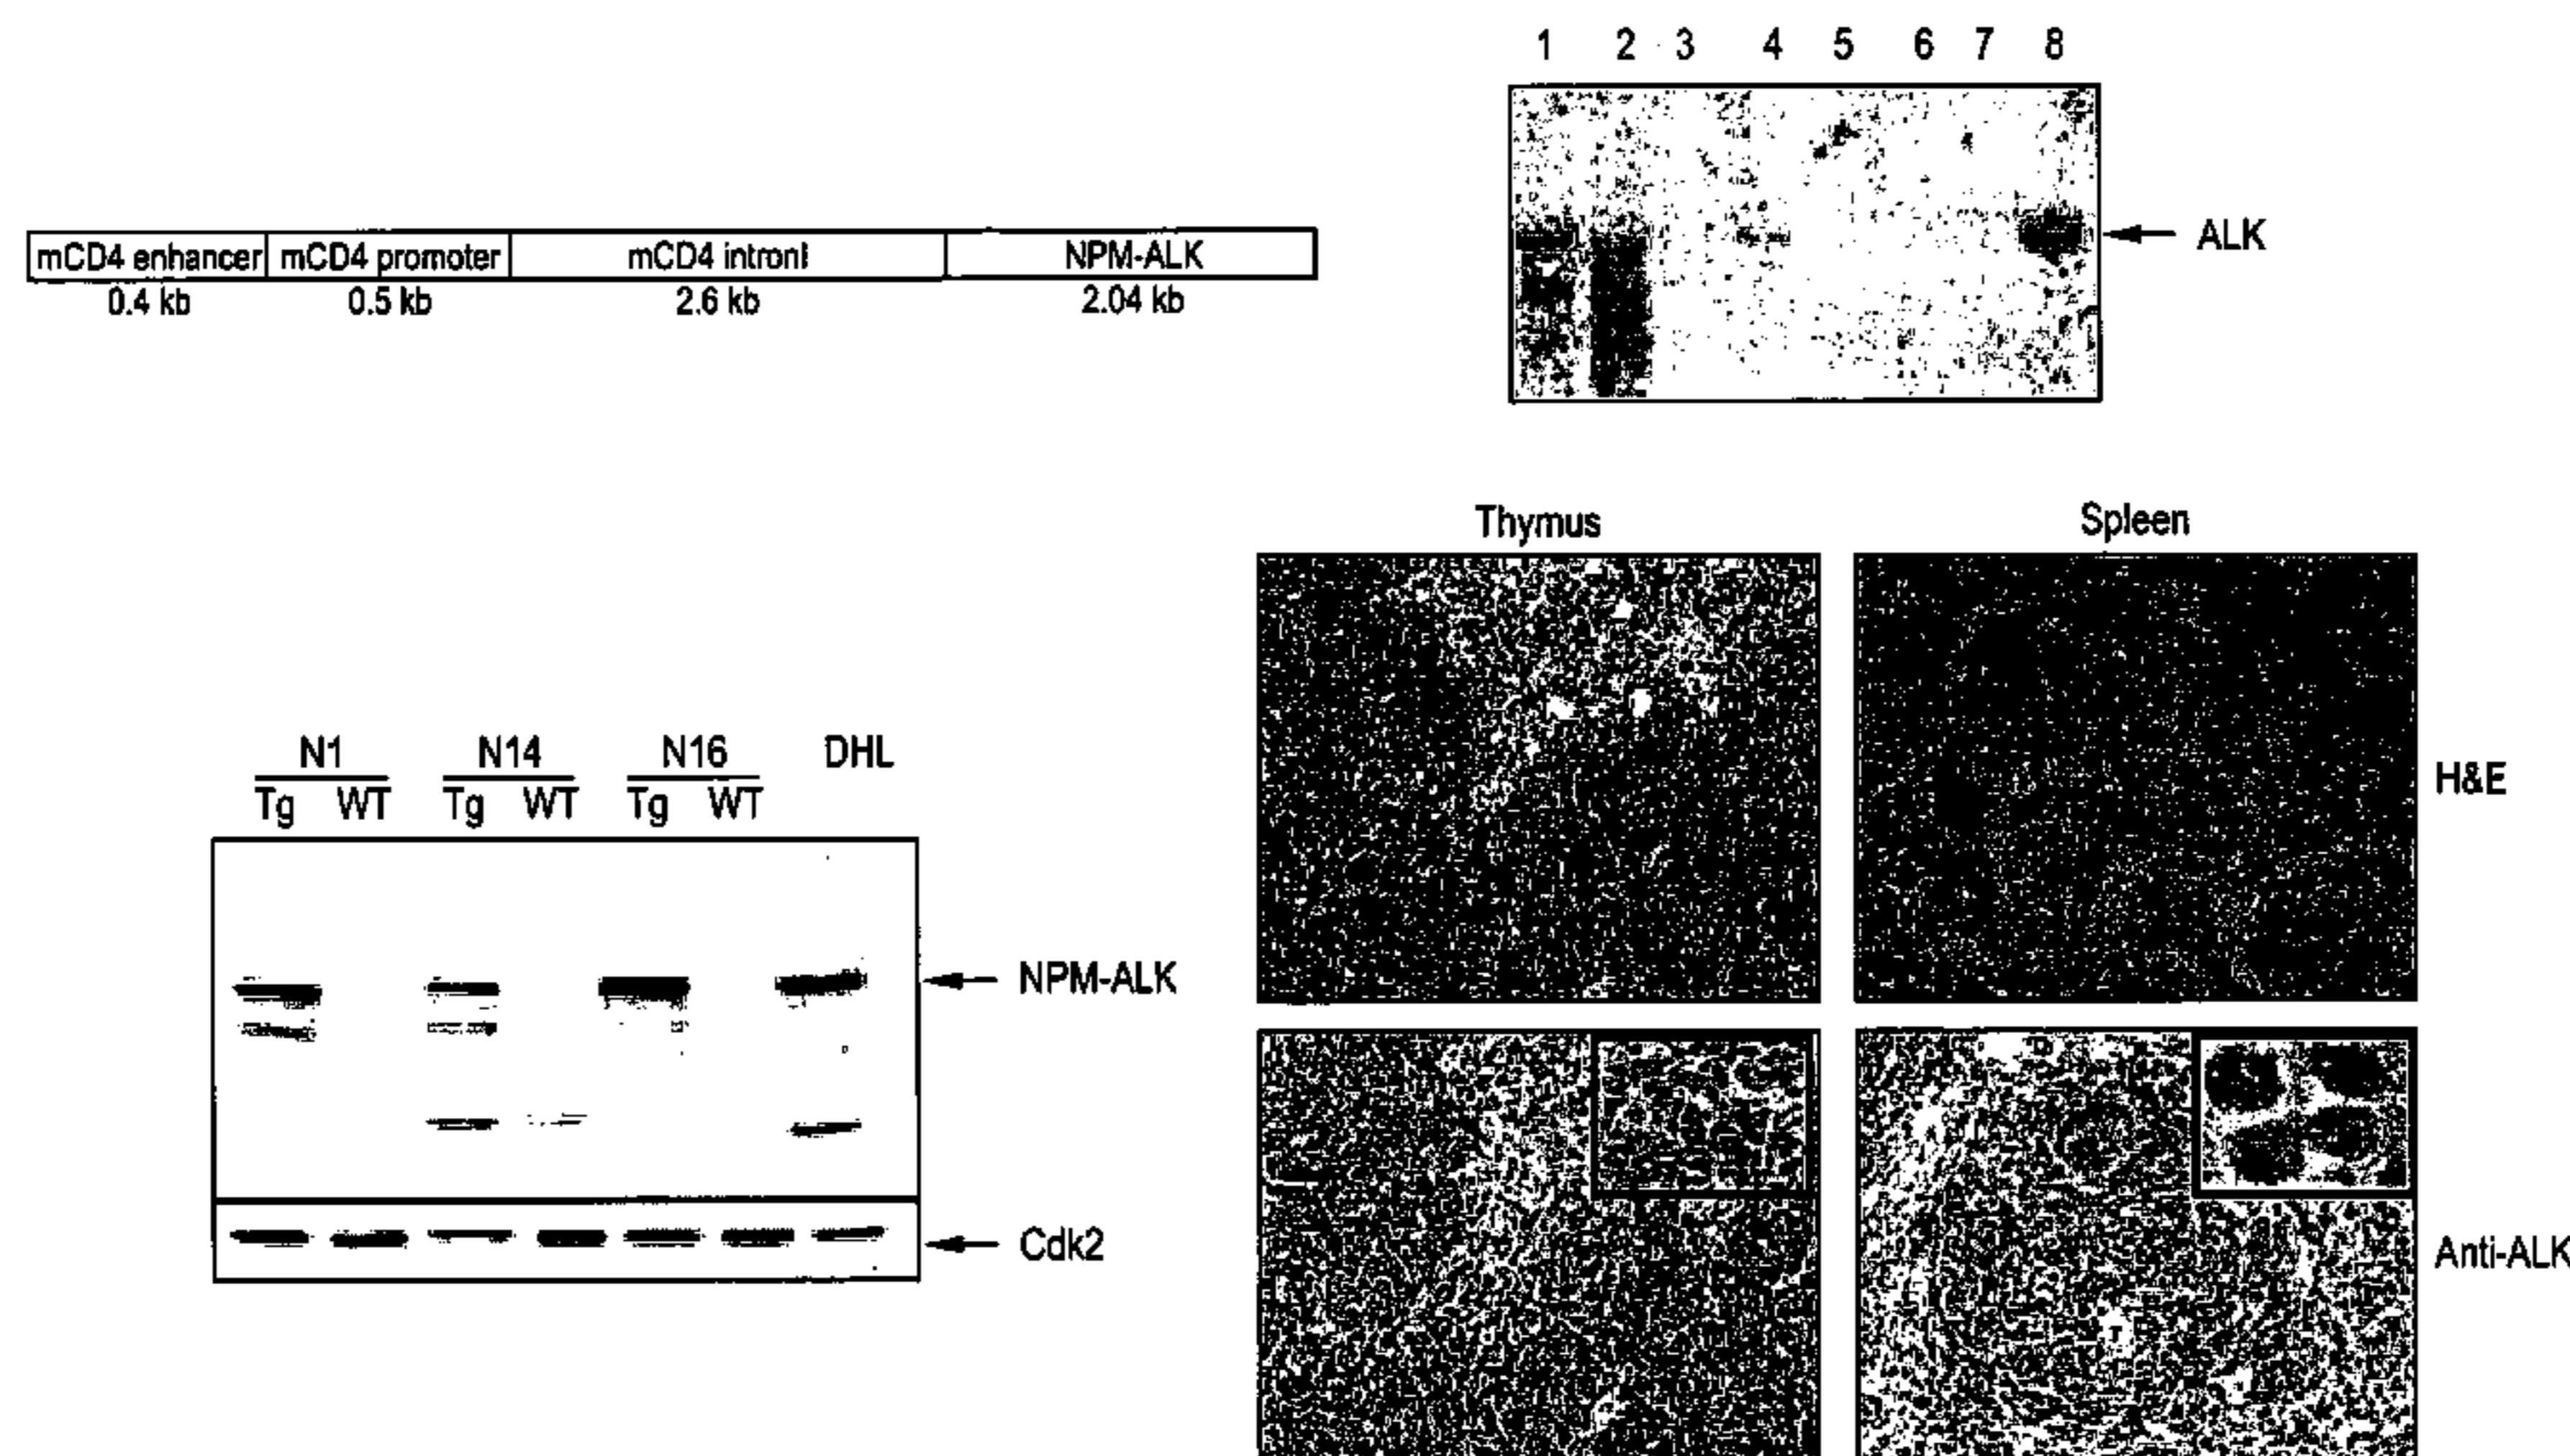 1 2 3 4 5 6 7 8
ALK
mCD4 enhancer mCD4 promoter mCD4 intronI NPM-ALK
0.4 kb 0.5 kb 2.6 kb 2.04 kb
Thymus Spleen
H&E
N1 N14 N16 DHL
Tg WT Tg WT Tg WT
NPM-ALK
Cdk2
Anti-ALK